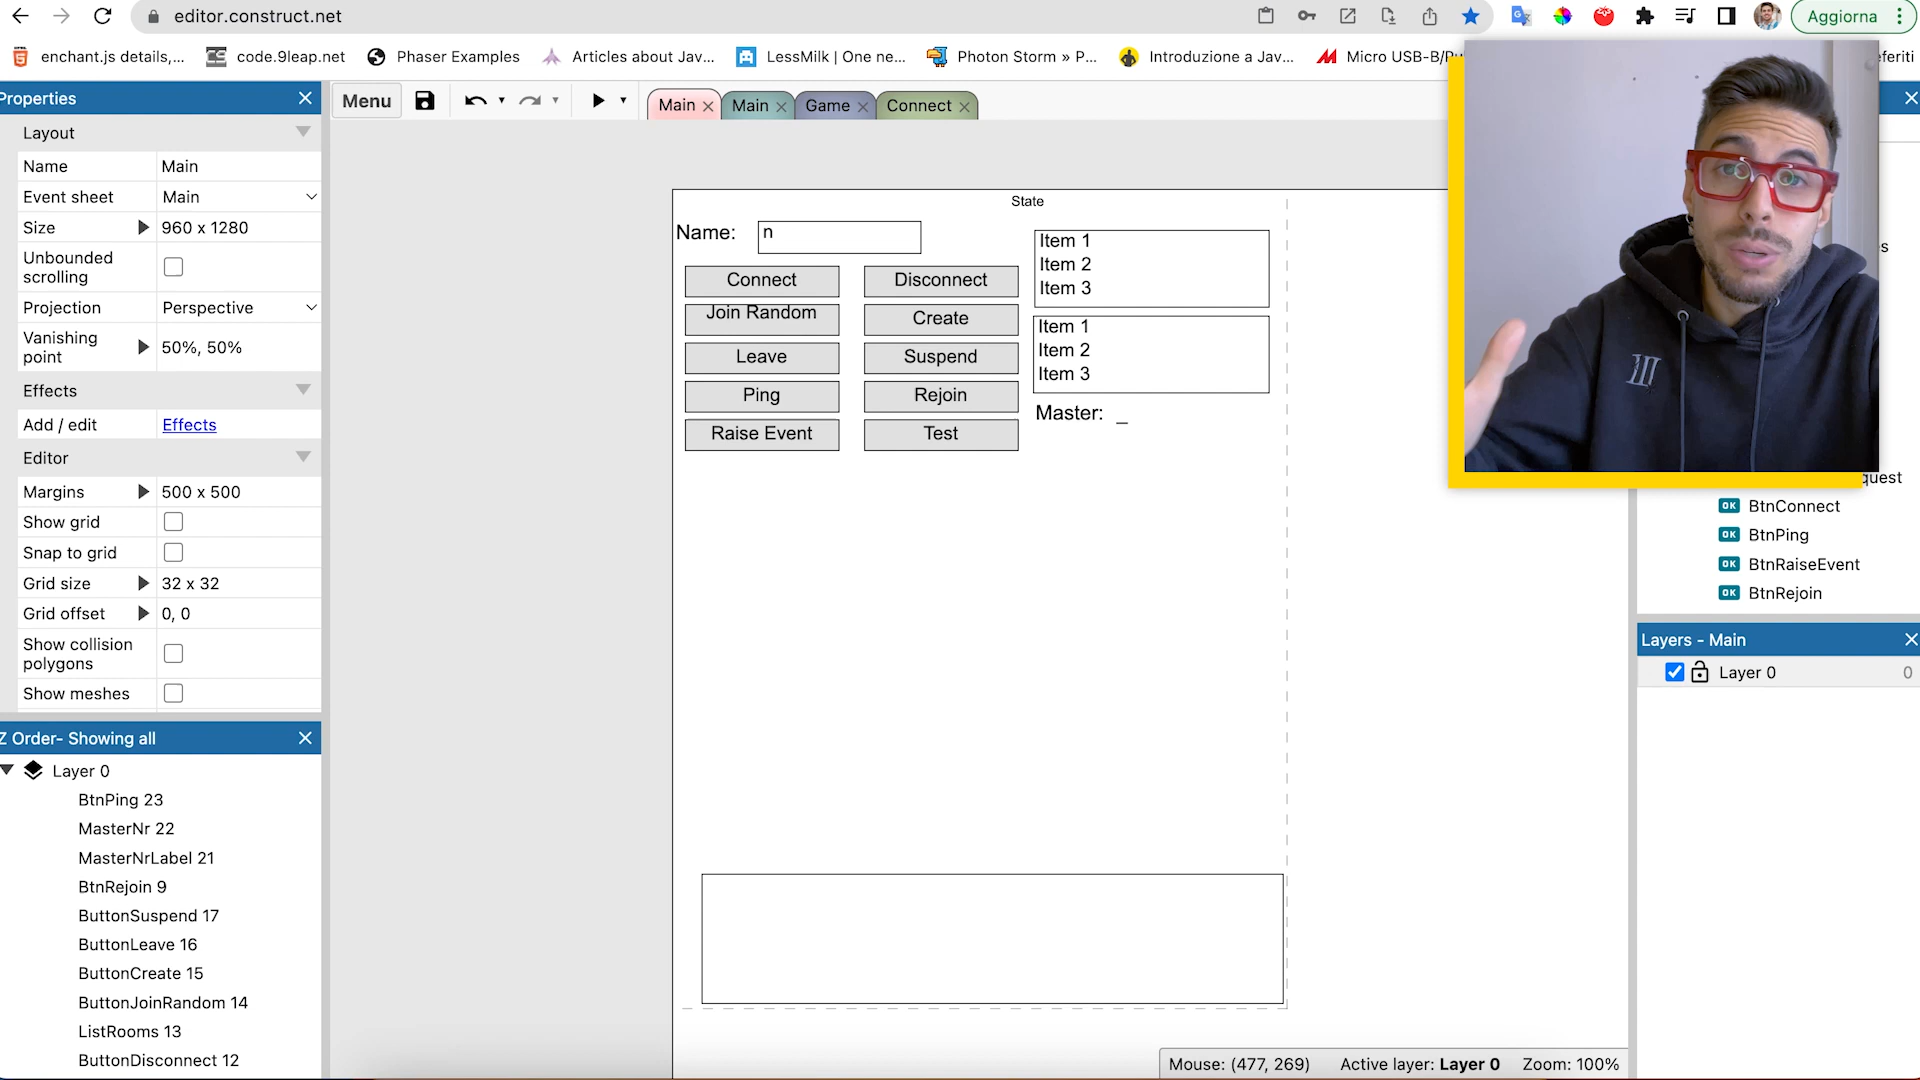 editor.construct.net
Aggiorna
enchant.js details,...
code.9leap.net
Phaser Examples
Articles about Jav...
LessMilk | One ne...
Photon Storm » P...
Introduzione a Jav...
Micro USB-B/Pu
eferiti
Properties
Menu
Main
Main
Game
Connect
Layout
Name
Main
Event sheet
Main
Size
960 x 1280
Unbounded
scrolling
Projection
Perspective
Vanishing
point
50%, 50%
Effects
Add / edit
Effects
Editor
Margins
500 x 500
Show grid
Snap to grid
Grid size
32 x 32
Grid offset
0, 0
Show collision
polygons
Show meshes
Z Order- Showing all
Layer 0
BtnPing 23
MasterNr 22
MasterNrLabel 21
BtnRejoin 9
ButtonSuspend 17
ButtonLeave 16
ButtonCreate 15
ButtonJoinRandom 14
ListRooms 13
ButtonDisconnect 12
State
Name:
n
Connect
Disconnect
Join Random
Create
Leave
Suspend
Ping
Rejoin
Raise Event
Test
Item 1
Item 2
Item 3
Item 1
Item 2
Item 3
Master: _
s
quest
OK BtnConnect
OK BtnPing
OK BtnRaiseEvent
OK BtnRejoin
Layers - Main
Layer 0
0
Mouse: (477, 269)
Active layer: Layer 0
Zoom: 100%